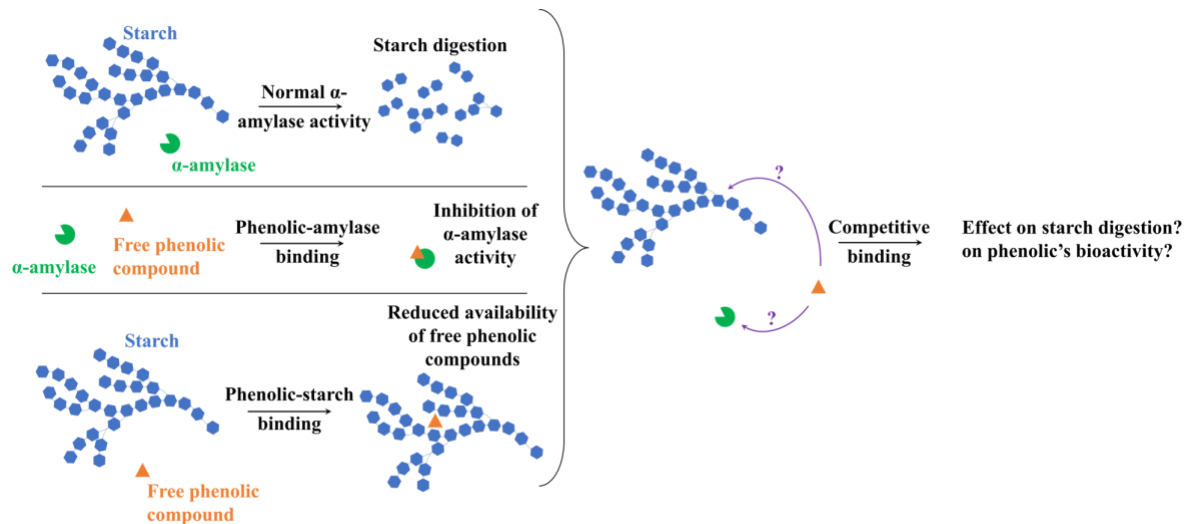 Starch
Starch digestion
Normal α-
amylase activity
α-amylase
Free phenolic
compound
α-amylase
Phenolic-amylase
binding
Inhibition of
α-amylase
activity
Starch
Free phenolic
compound
Phenolic-starch
binding
Reduced availability
of free phenolic
compounds
?
?
Competitive
binding
Effect on starch digestion?
on phenolic's bioactivity?